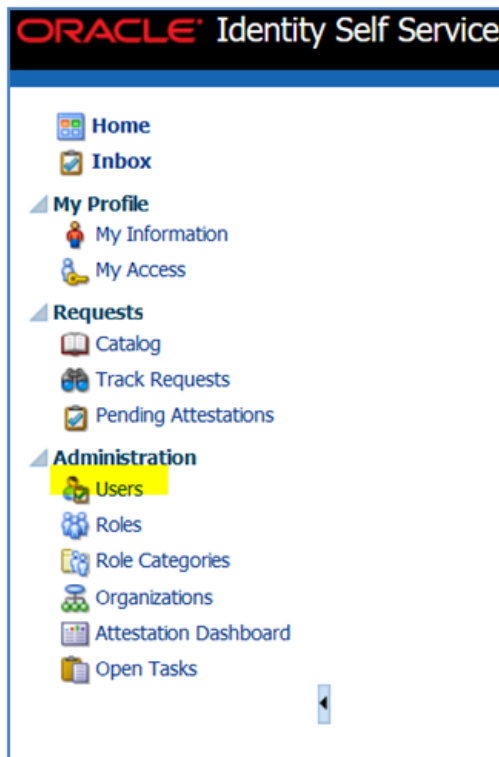 ORACLE Identity Self Service
Home
Inbox
My Profile
My Information
My Access
Requests
Catalog
Track Requests
Pending Attestations
Administration
Users
Roles
Role Categories
Organizations
Attestation Dashboard
Open Tasks